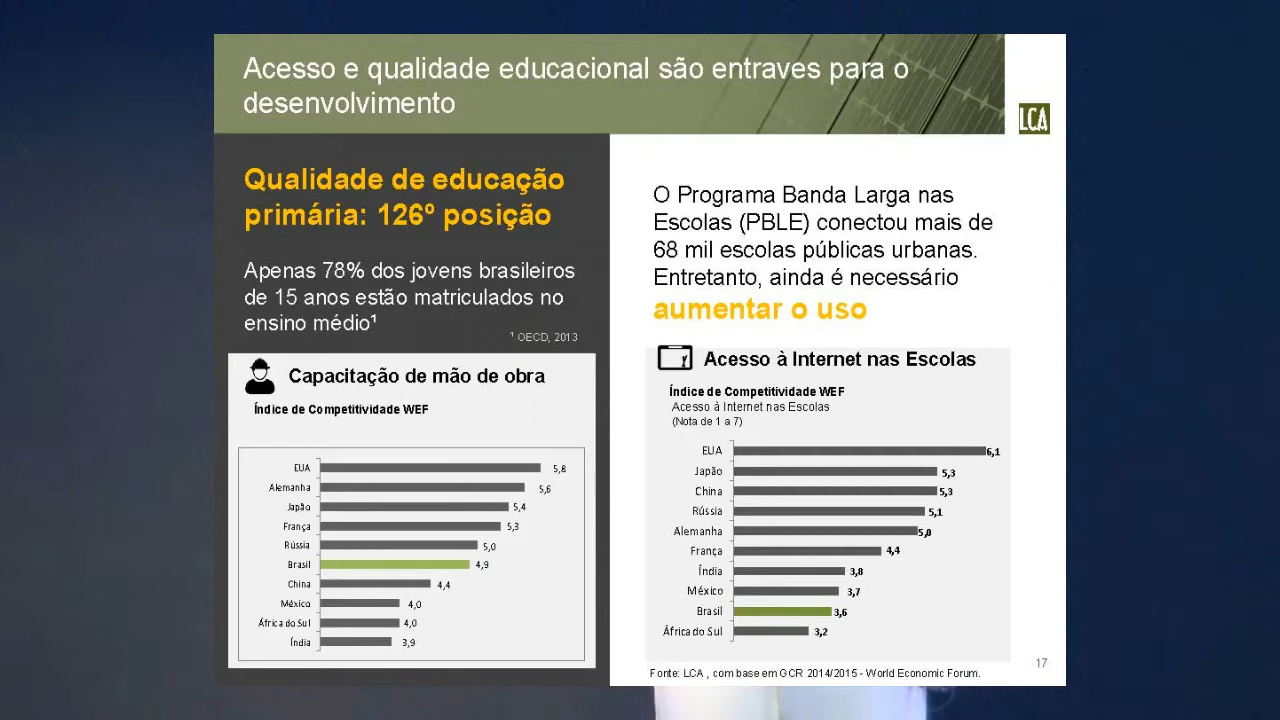 Acesso e qualidade educacional são entraves para o
desenvolvimento
LCA
Qualidade de educação
primária: 126º posição
Apenas 78% dos jovens brasileiros
de 15 anos estão matriculados no
ensino médio¹
¹ OECD, 2013
Capacitação de mão de obra
Índice de Competitividade WEF
EUA 5,8
Alemanha 5,6
Japão 5,4
França 5,3
Rússia 5,0
Brasil 4,9
China 4,4
México 4,0
África do Sul 4,0
Índia 3,9
O Programa Banda Larga nas
Escolas (PBLE) conectou mais de
68 mil escolas públicas urbanas.
Entretanto, ainda é necessário
aumentar o uso
Acesso à Internet nas Escolas
Índice de Competitividade WEF
Acesso à Internet nas Escolas
(Nota de 1 a 7)
EUA 6,1
Japão 5,3
China 5,3
Rússia 5,1
Alemanha 5,0
França 4,4
Índia 3,8
México 3,7
Brasil 3,6
África do Sul 3,2
Fonte: LCA , com base em GCR 2014/2015 - World Economic Forum.
17